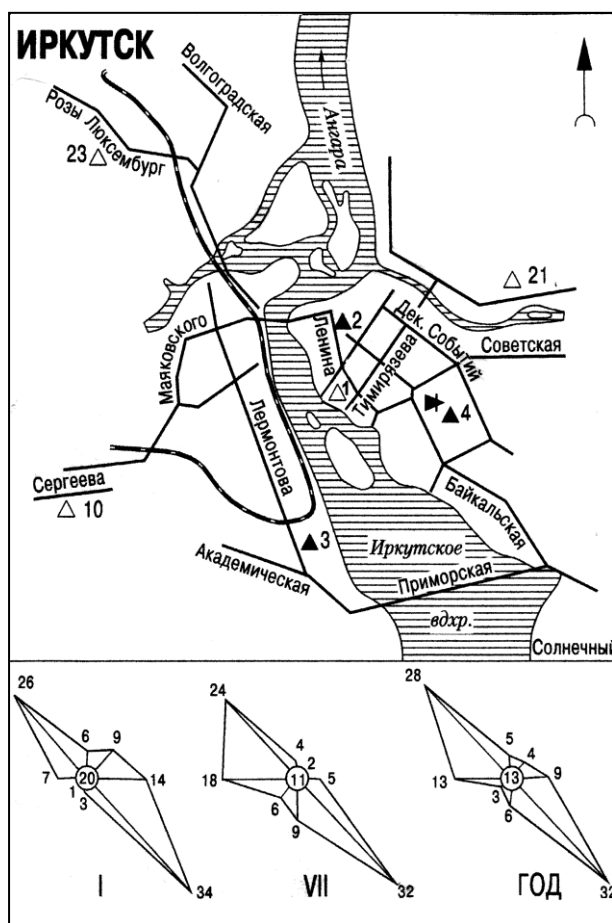 ИРКУТСК
Волгоградская
Розы Люксембург
23
Ангара
21
Маяковского
2
Ленина
Дек. Событий
Советская
1
Тимирязева
4
Лермонтова
Сергеева
10
Байкальская
3
Иркутское
Академическая
Приморская
вдхр.
Солнечный
26
6
9
7
20
14
1
3
34
I
24
4
2
18
11
5
6
9
32
VII
28
5
4
13
13
9
3
6
32
ГОД